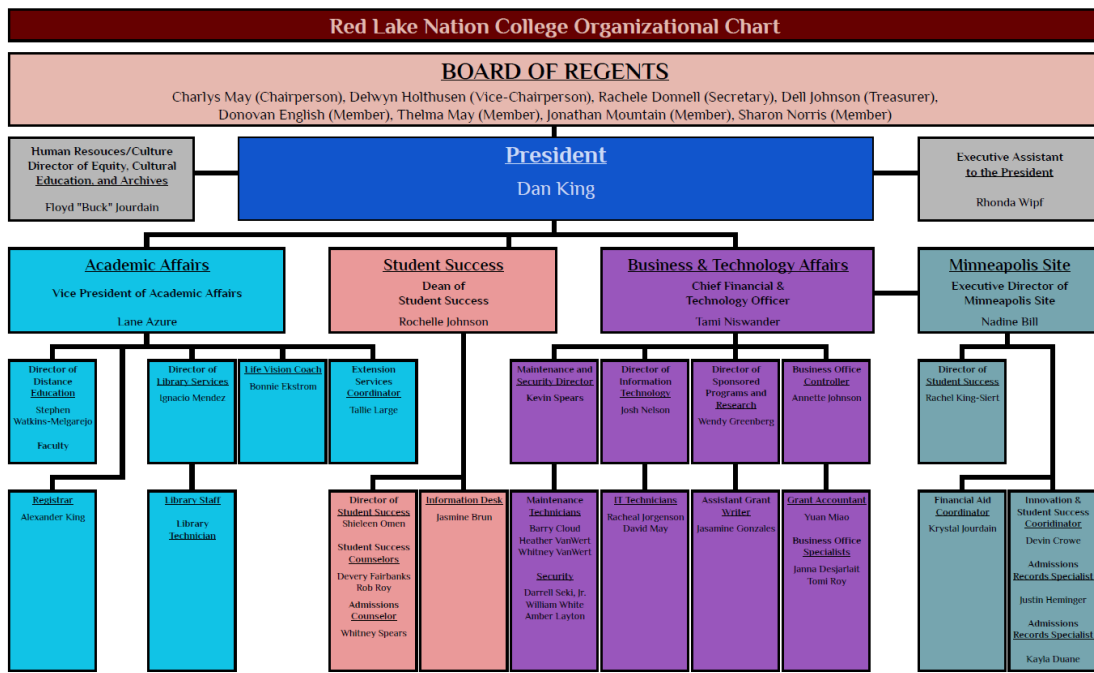 Red Lake Nation College Organizational Chart
BOARD OF REGENTS
Charlys May (Chairperson), Delwyn Holthusen (Vice-Chairperson), Rachele Donnell (Secretary), Dell Johnson (Treasurer),
Donovan English (Member), Thelma May (Member), Jonathan Mountain (Member), Sharon Norris (Member)
Human Resouces/Culture
Director of Equity, Cultural
Education, and Archives
Floyd "Buck" Jourdain
President
Dan King
Executive Assistant
to the President
Rhonda Wipf
Academic Affairs
Vice President of Academic Affairs
Lane Azure
Student Success
Dean of
Student Success
Rochelle Johnson
Business & Technology Affairs
Chief Financial &
Technology Officer
Tami Niswander
Minneapolis Site
Executive Director of
Minneapolis Site
Nadine Bill
Director of
Distance
Education
Stephen
Watkins-Melgarejo
Faculty
Director of
Library Services
Ignacio Mendez
Life Vision Coach
Bonnie Ekstrom
Extension
Services
Coordinator
Tallie Large
Maintenance and
Security Director
Kevin Spears
Director of
Information
Technology
Josh Nelson
Director of
Sponsored
Programs and
Research
Wendy Greenberg
Business Office
Controller
Annette Johnson
Director of
Student Success
Rachel King-Siert
Registrar
Alexander King
Library Staff
Library
Technician
Director of
Student Success
Shieleen Omen
Student Success
Counselors
Devery Fairbanks
Rob Roy
Admissions
Counselor
Whitney Spears
Information Desk
Jasmine Brun
Maintenance
Technicians
Barry Cloud
Heather VanWert
Whitney VanWert
Security
Darrell Seki, Jr.
William White
Amber Layton
IT Technicians
Racheal Jorgenson
David May
Assistant Grant
Writer
Jasamine Gonzales
Grant Accountant
Yuan Miao
Business Office
Specialists
Janna Desjarlait
Tomi Roy
Financial Aid
Coordinator
Krystal Jourdain
Innovation &
Student Success
Cooridinator
Devin Crowe
Admissions
Records Specialist
Justin Heminger
Admissions
Records Specialist
Kayla Duane